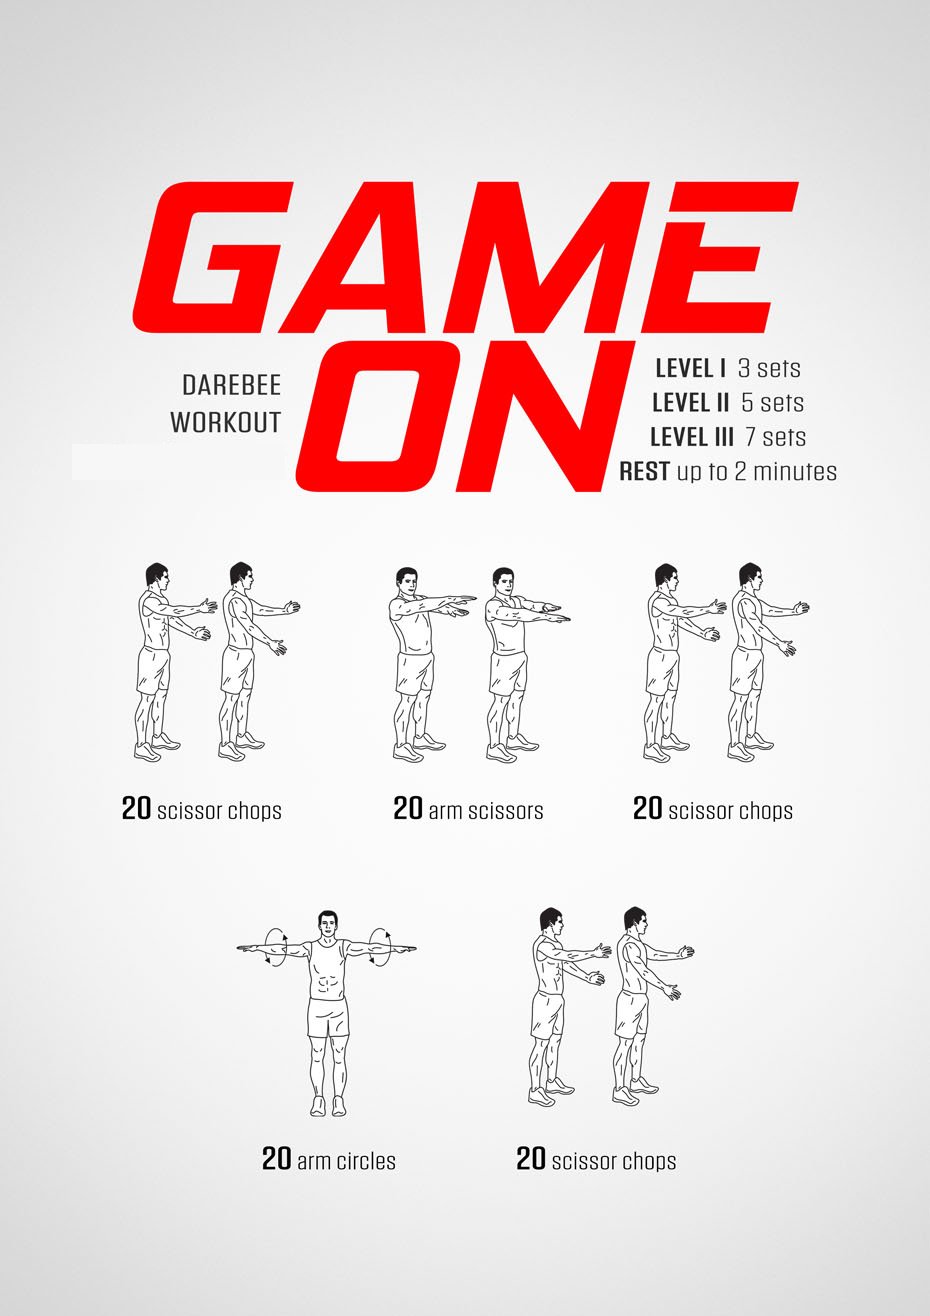 GAME
ON
DAREBEE
WORKOUT
LEVEL I 3 sets
LEVEL II 5 sets
LEVEL III 7 sets
REST up to 2 minutes
20 scissor chops
20 arm scissors
20 scissor chops
20 arm circles
20 scissor chops